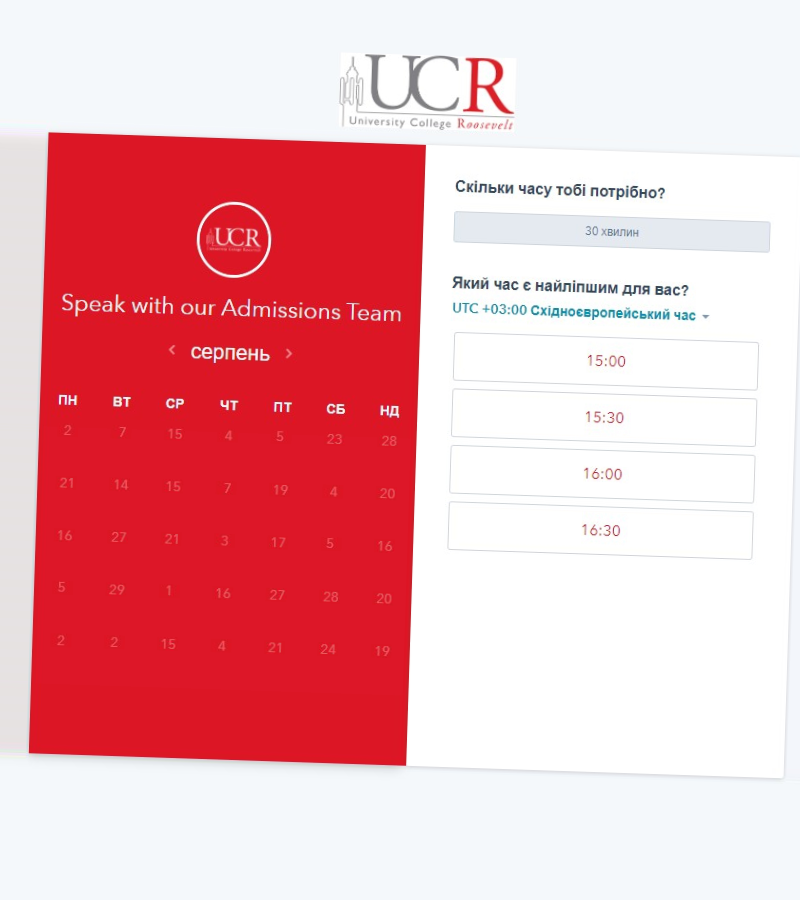 UCR
University College Roosevelt
UCR
Speak with our Admissions Team
серпень
ПН ВТ СР ЧТ ПТ СБ НД
2 7 15 4 5 23 28
21 14 15 7 19 4 20
16 27 21 3 17 5 16
5 29 1 16 27 28 20
2 2 15 4 21 24 19
Скільки часу тобі потрібно?
30 хвилин
Який час є найліпшим для вас?
UTC +03:00 Східноєвропейський час
15:00
15:30
16:00
16:30